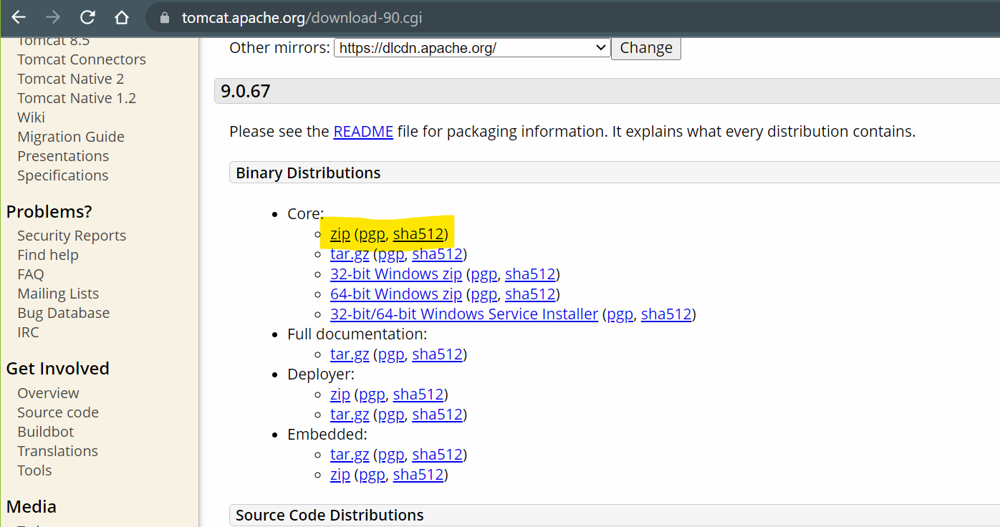 tomcat.apache.org/download-90.cgi
Tomcat 8.5
Tomcat Connectors
Tomcat Native 2
Tomcat Native 1.2
Wiki
Migration Guide
Presentations
Specifications
Problems?
Security Reports
Find help
FAQ
Mailing Lists
Bug Database
IRC
Get Involved
Overview
Source code
Buildbot
Translations
Tools
Media
Other mirrors: https://dlcdn.apache.org/ Change
9.0.67
Please see the README file for packaging information. It explains what every distribution contains.
Binary Distributions
Core:
zip (pgp, sha512)
tar.gz (pgp, sha512)
32-bit Windows zip (pgp, sha512)
64-bit Windows zip (pgp, sha512)
32-bit/64-bit Windows Service Installer (pgp, sha512)
Full documentation:
tar.gz (pgp, sha512)
Deployer:
zip (pgp, sha512)
tar.gz (pgp, sha512)
Embedded:
tar.gz (pgp, sha512)
zip (pgp, sha512)
Source Code Distributions